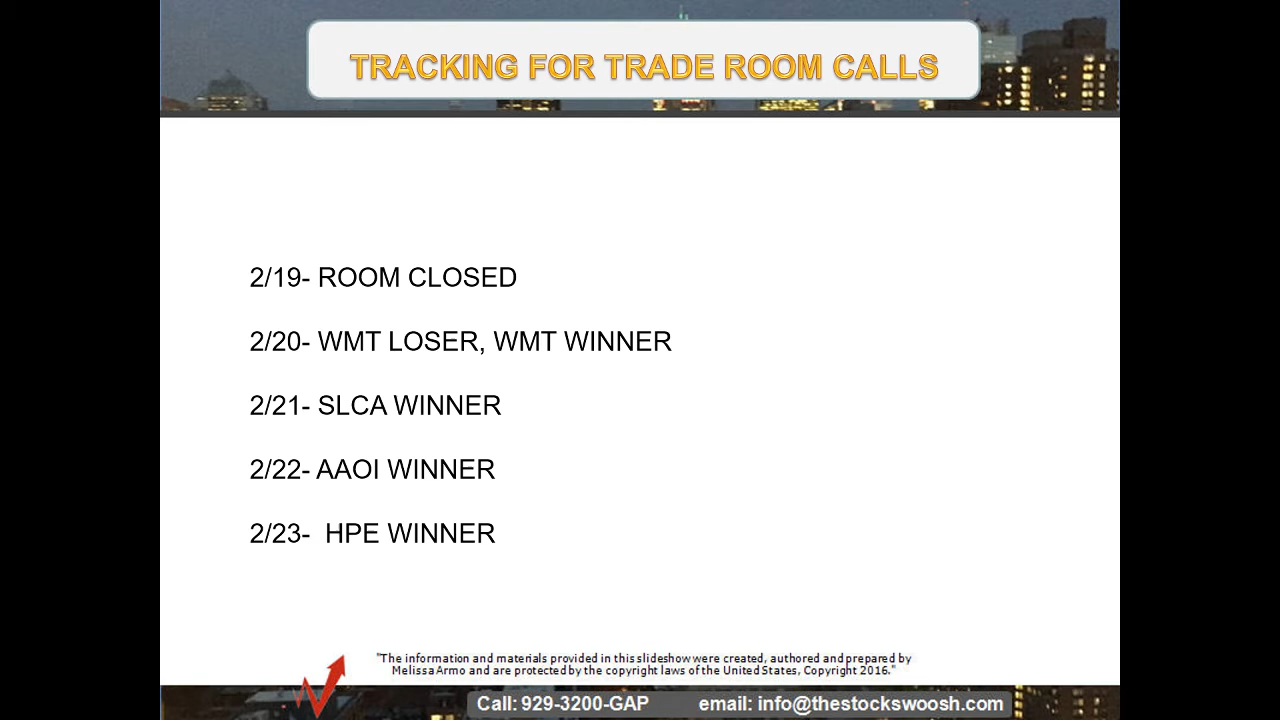 TRACKING FOR TRADE ROOM CALLS
2/19- ROOM CLOSED
2/20- WMT LOSER, WMT WINNER
2/21- SLCA WINNER
2/22- AAOI WINNER
2/23-  HPE WINNER
"The information and materials provided in this slideshow were created, authored and prepared by
Melissa Armo and are protected by the copyright laws of the United States, Copyright 2016."
Call: 929-3200-GAP email: info@thestockswoosh.com